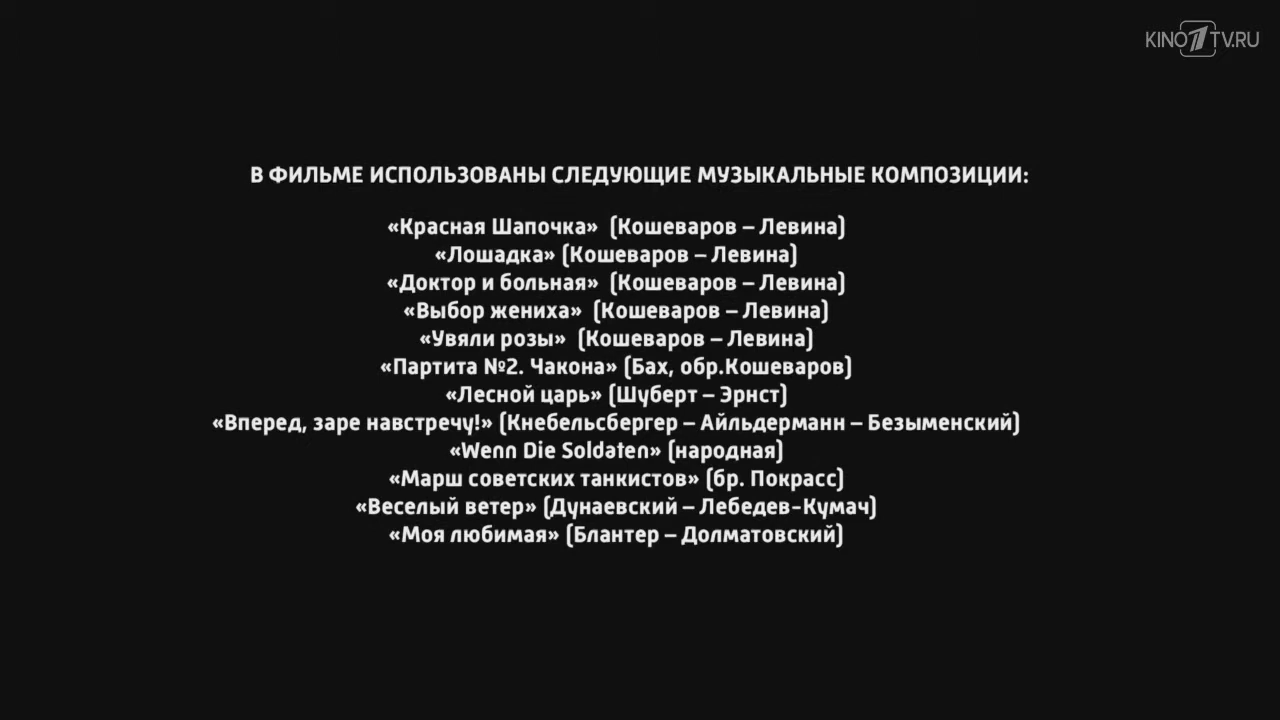 KINO1TV.RU
В ФИЛЬМЕ ИСПОЛЬЗОВАНЫ СЛЕДУЮЩИЕ МУЗЫКАЛЬНЫЕ КОМПОЗИЦИИ:
«Красная Шапочка» (Кошеваров – Левина)
«Лошадка» (Кошеваров – Левина)
«Доктор и больная» (Кошеваров – Левина)
«Выбор жениха» (Кошеваров – Левина)
«Увяли розы» (Кошеваров – Левина)
«Партита №2. Чакона» (Бах, обр.Кошеваров)
«Лесной царь» (Шуберт – Эрнст)
«Вперед, заре навстречу!» (Кнебельсбергер – Айльдерманн – Безыменский)
«Wenn Die Soldaten» (народная)
«Марш советских танкистов» (бр. Покрасс)
«Веселый ветер» (Дунаевский – Лебедев-Кумач)
«Моя любимая» (Блантер – Долматовский)